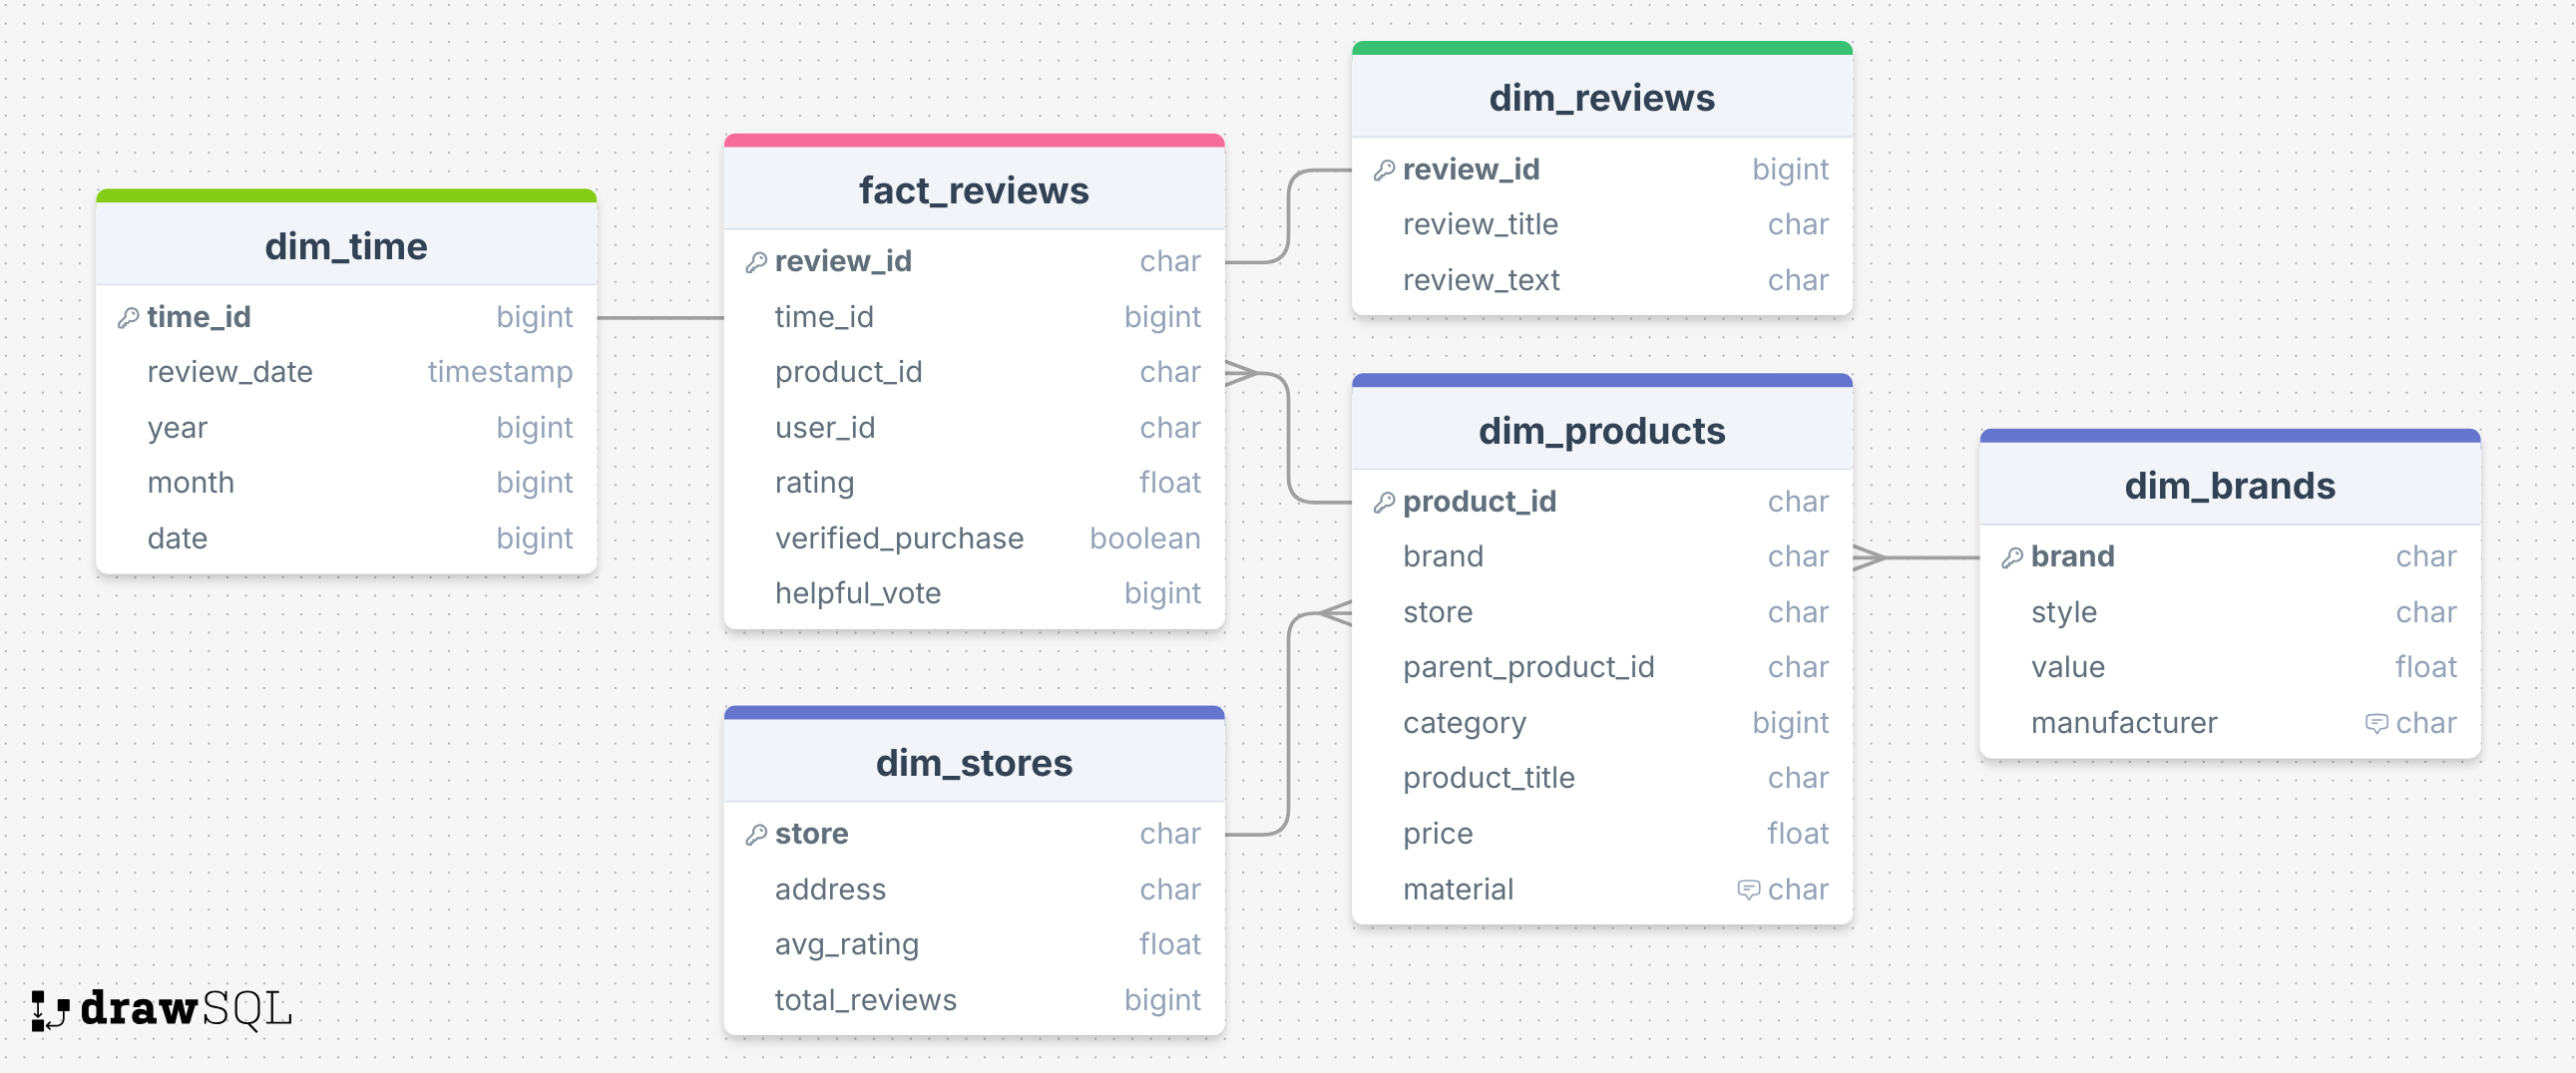 dim_time
time_id bigint
review_date timestamp
year bigint
month bigint
date bigint
fact_reviews
review_id char
time_id bigint
product_id char
user_id char
rating float
verified_purchase boolean
helpful_vote bigint
dim_stores
store char
address char
avg_rating float
total_reviews bigint
dim_reviews
review_id bigint
review_title char
review_text char
dim_products
product_id char
brand char
store char
parent_product_id char
category bigint
product_title char
price float
material char
dim_brands
brand char
style char
value float
manufacturer char
drawSQL